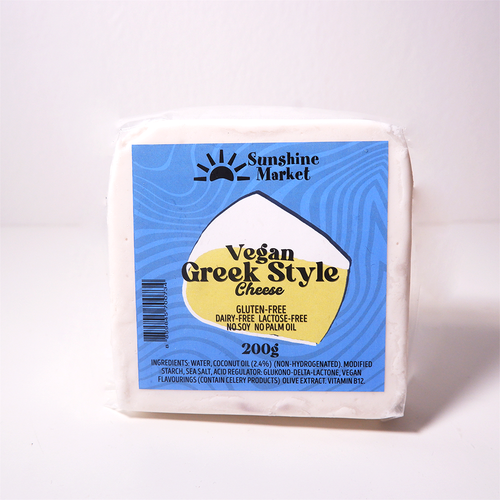 Sunshine
Market
Vegan
Greek Style
Cheese
GLUTEN-FREE
DAIRY-FREE LACTOSE-FREE
NO SOY NO PALM OIL
200g
INGREDIENTS: WATER, COCONUT OIL (2.4%) (NON-HYDROGENATED). MODIFIED
STARCH, SEA SALT, ACID REGULATOR: GLUKONO-DELTA-LACTONE, VEGAN
FLAVOURINGS (CONTAIN CELERY PRODUCTS) OLIVE EXTRACT. VITAMIN B12.